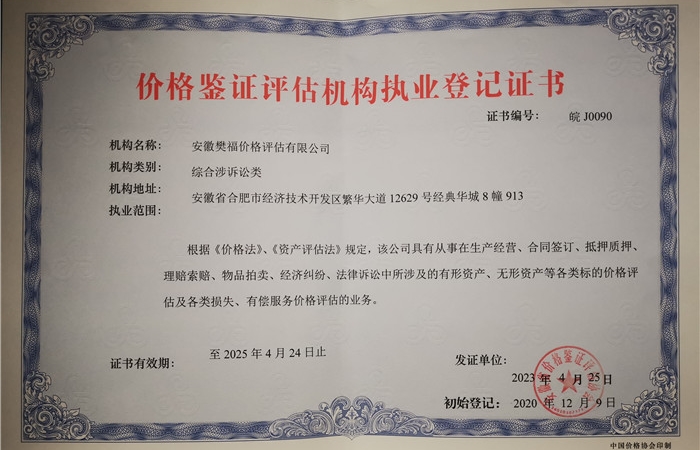 价格鉴证评估机构执业登记证书
证书编号： 皖 J0090
机构名称： 安徽樊福价格评估有限公司
机构类别： 综合涉诉讼类
机构地址： 安徽省合肥市经济技术开发区繁华大道 12629 号经典华城 8 幢 913
执业范围：
根据《价格法》、《资产评估法》规定，该公司具有从事在生产经营、合同签订、抵押质押、
理赔索赔、物品拍卖、经济纠纷、法律诉讼中所涉及的有形资产、无形资产等各类标的价格评
估及各类损失、有偿服务价格评估的业务。
证书有效期： 至 2025 年 4 月 24 日止
发证单位：
2023 年 4 月 25 日
初始登记： 2020 年 12 月 9 日
中国价格协会印制